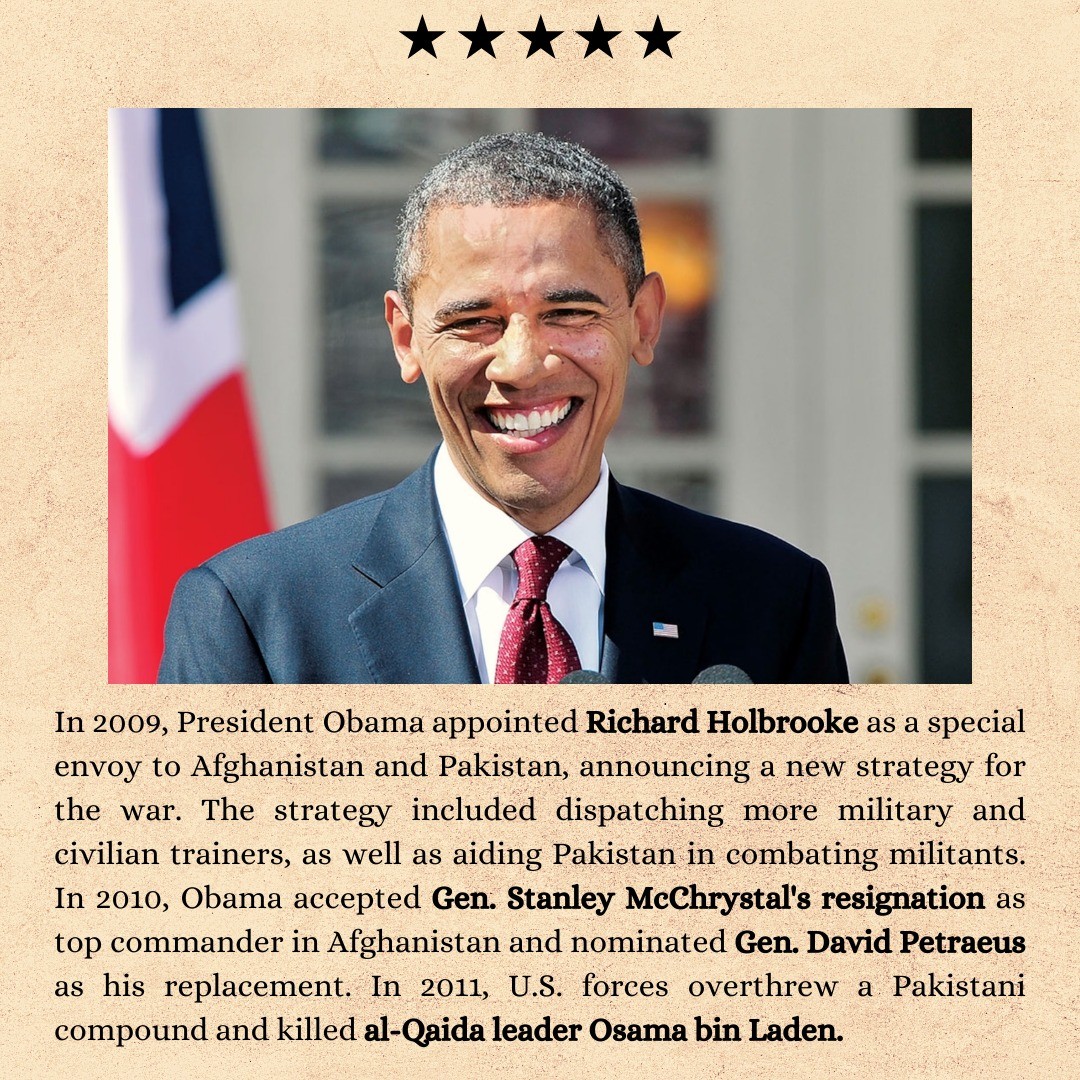 In 2009, President Obama appointed Richard Holbrooke as a special
envoy to Afghanistan and Pakistan, announcing a new strategy for
the war. The strategy included dispatching more military and
civilian trainers, as well as aiding Pakistan in combating militants.
In 2010, Obama accepted Gen. Stanley McChrystal's resignation as
top commander in Afghanistan and nominated Gen. David Petraeus
as his replacement. In 2011, U.S. forces overthrew a Pakistani
compound and killed al-Qaida leader Osama bin Laden.